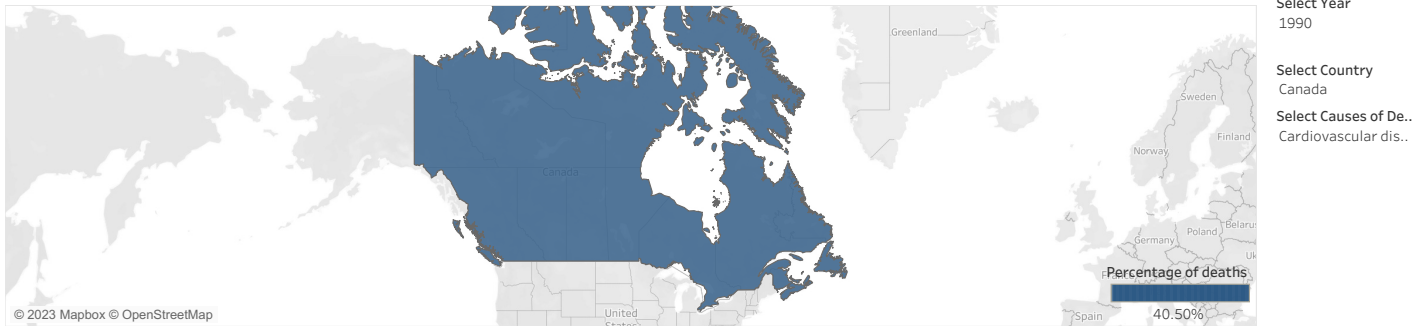 Select Year
1990
Select Country
Canada
Select Causes of De..
Cardiovascular dis..
Greenland
Sweden
Finland
Norway
Canada
Belarus
Poland
Germany
Uk
France
Percentage of deaths
40.50%
Spain
United
States
© 2023 Mapbox © OpenStreetMap